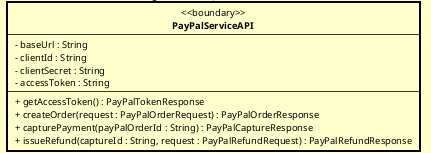 <<boundary>>
PayPalServiceAPI
- baseUrl : String
- clientId : String
- clientSecret : String
- accessToken : String
+ getAccessToken() : PayPalTokenResponse
+ createOrder(request : PayPalOrderRequest) : PayPalOrderResponse
+ capturePayment(payPalOrderId : String) : PayPalCaptureResponse
+ issueRefund(captureId : String, request : PayPalRefundRequest) : PayPalRefundResponse